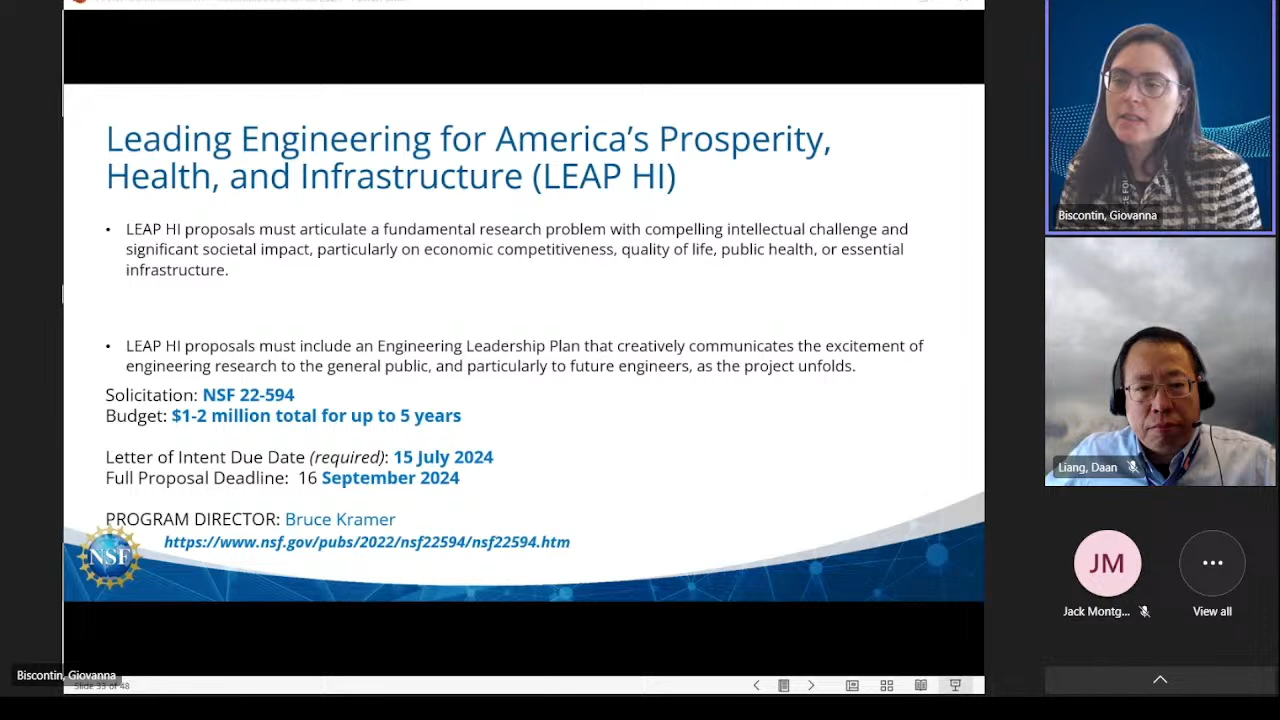 Leading Engineering for America's Prosperity,
Health, and Infrastructure (LEAP HI)
• LEAP HI proposals must articulate a fundamental research problem with compelling intellectual challenge and
significant societal impact, particularly on economic competitiveness, quality of life, public health, or essential
infrastructure.
• LEAP HI proposals must include an Engineering Leadership Plan that creatively communicates the excitement of
engineering research to the general public, and particularly to future engineers, as the project unfolds.
Solicitation: NSF 22-594
Budget: $1-2 million total for up to 5 years
Letter of Intent Due Date (required): 15 July 2024
Full Proposal Deadline: 16 September 2024
PROGRAM DIRECTOR: Bruce Kramer
https://www.nsf.gov/pubs/2022/nsf22594/nsf22594.htm
NSF
Biscontin, Giovanna
Slide 33 of 48
Biscontin, Giovanna
Liang, Daan
JM
Jack Montg...
View all